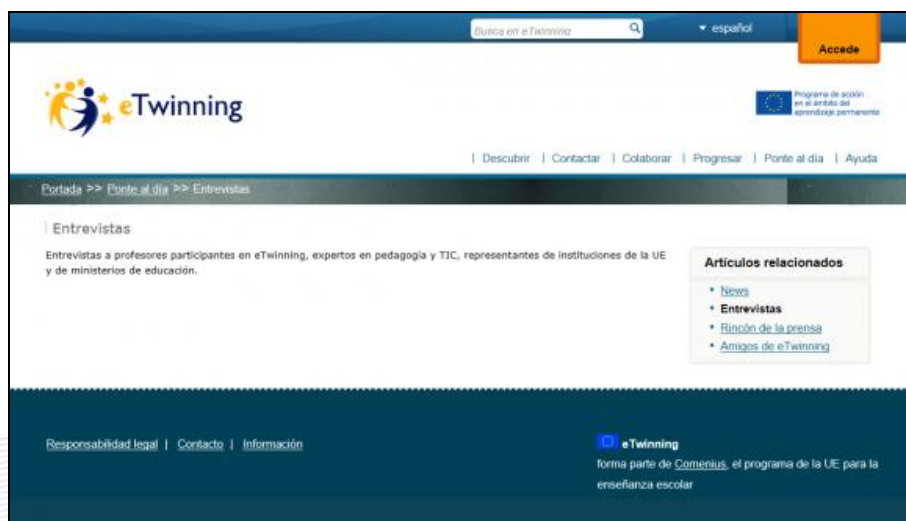 Busca en eTwinning
español
Accede
eTwinning
Programa de acción
en el ámbito del
aprendizaje permanente
| Descubrir | Contactar | Colaborar | Progresar | Ponte al día | Ayuda
Portada >> Ponte al día >> Entrevistas
Entrevistas
Entrevistas a profesores participantes en eTwinning, expertos en pedagogía y TIC, representantes de instituciones de la UE
y de ministerios de educación.
Artículos relacionados
• News
• Entrevistas
• Rincón de la prensa
• Amigos de eTwinning
Responsabilidad legal | Contacto | Información
eTwinning
forma parte de Comenius, el programa de la UE para la
enseñanza escolar